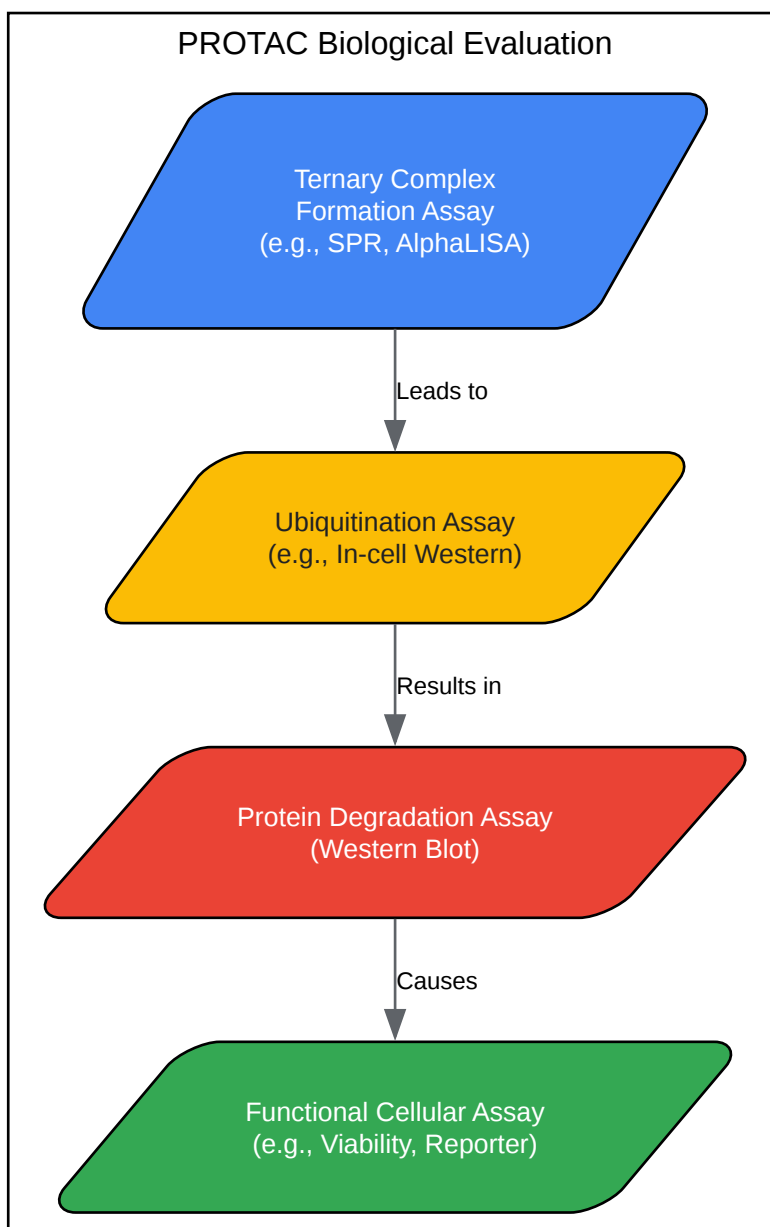 PROTAC Biological Evaluation
Ternary Complex
Formation Assay
(e.g., SPR, AlphaLISA)
Leads to
Ubiquitination Assay
(e.g., In-cell Western)
Results in
Protein Degradation Assay
(Western Blot)
Causes
Functional Cellular Assay
(e.g., Viability, Reporter)